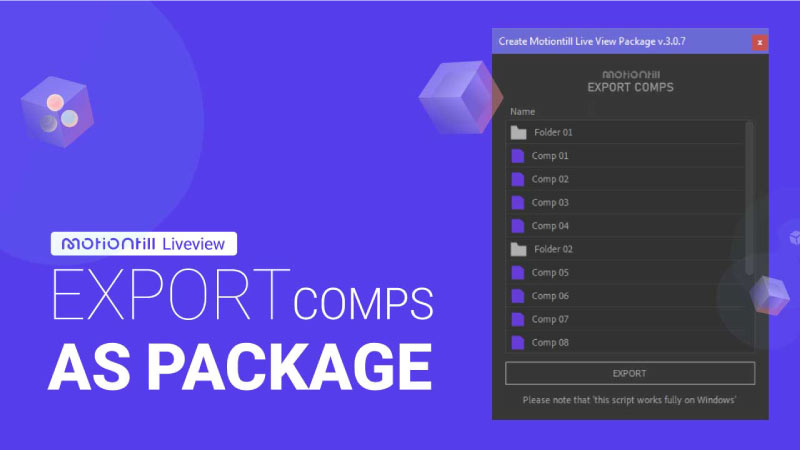 motiontill Liveview
EXPORT COMPS
AS PACKAGE
Create Motiontill Live View Package v.3.0.7
x
motiontill
EXPORT COMPS
Name
Folder 01
Comp 01
Comp 02
Comp 03
Comp 04
Folder 02
Comp 05
Comp 06
Comp 07
Comp 08
EXPORT
Please note that 'this script works fully on Windows'